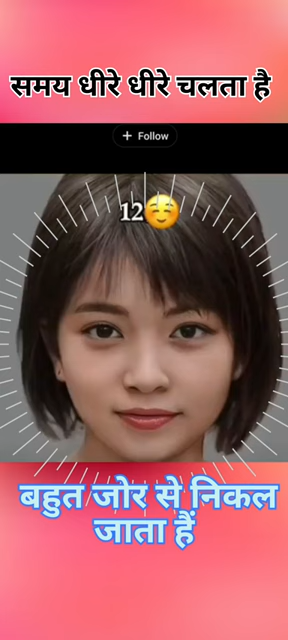 समय धीरे धीरे चलता है
+ Follow
12☺️
बहुत जोर से निकल
जाता हैं